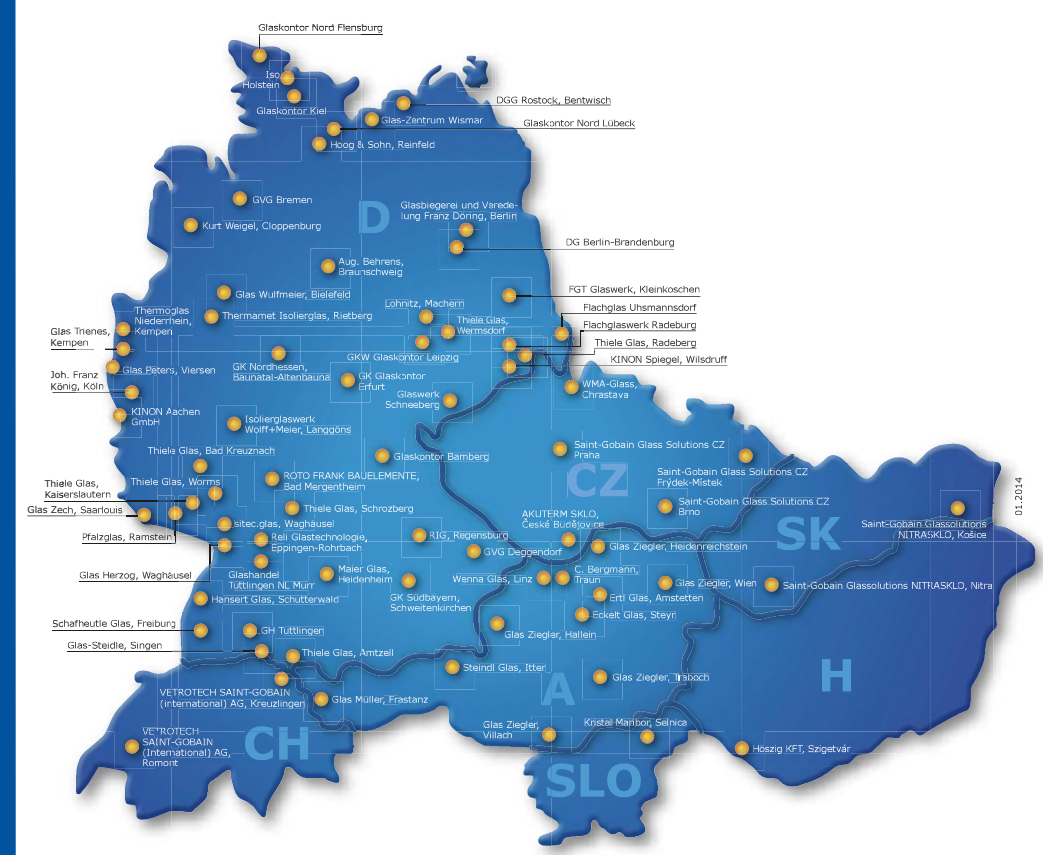 Glaskontor Nord Flensburg
Iso
Holstein
Glaskontor Kiel
DGG Rostock, Bentwisch
Glas-Zentrum Wismar
Glaskontor Nord Lübeck
Hoog & Sohn, Reinfeld
GVG Bremen
D
Glasbiegerei und Verede-
lung Franz Döring, Berlin
Kurt Weigel, Cloppenburg
DG Berlin-Brandenburg
Aug. Behrens,
Braunschweig
Glas Wulfmeier, Bielefeld
FGT Glaswerk, Kleinkoschen
Lohnitz, Machern
Flachglas Uhsmannsdorf
Thermoglas
Niederrhein,
Kempen
Thermamet Isolierglas, Rietberg
Thiele Glas,
Wermsdorf
Flachglaswerk Radeburg
Glas Trienes,
Kempen
Thiele Glas, Radeberg
GKW Glaskontor Leipzig
KINON Spiegel, Wilsdruff
Glas Peters, Viersen
GK Nordhessen,
Baunatal-Altenbauna
GK Glaskontor
Erfurt
Joh. Franz
König, Köln
WMA-Glass,
Chrastava
Glaswerk
Schneeberg
KINON Aachen
GmbH
Isolierglaswerk
Wolff+Meier, Langgöns
Thiele Glas, Bad Kreuznach
Glaskontor Bamberg
Saint-Gobain Glass Solutions CZ
Praha
CZ
Saint-Gobain Glass Solutions CZ
Frýdek-Místek
Thiele Glas, Worms
ROTO FRANK BAUELEMENTE,
Bad Mergentheim
Thiele Glas,
Kaiserslautern
Saint-Gobain Glass Solutions CZ
Brno
01.2014
Glas Zech, Saarlouis
Thiele Glas, Schrozberg
AKUTERM SKLO,
České Budějovice
SK
Saint-Gobain Glassolutions
NITRASKLO, Košice
sitec.glas, Waghäusel
Pfalzglas, Ramstein
Reli Glastechnologie,
Eppingen-Rohrbach
RIG, Regensburg
GVG Deggendorf
Glas Ziegler, Heidenreichstein
Glas Herzog, Waghäusel
Glashandel
Tuttlingen NL Murr
Maier Glas,
Heidenheim
Wenna Glas, Linz
C. Bergmann,
Traun
Glas Ziegler, Wien
Saint-Gobain Glassolutions NITRASKLO, Nitra
Hansert Glas, Schutterwald
GK Südbayern,
Schweitenkirchen
Ertl Glas, Amstetten
Eckelt Glas, Steyr
Schafheutle Glas, Freiburg
GH Tuttlingen
Glas Ziegler, Hallein
Glas-Steidle, Singen
Thiele Glas, Amtzell
Steindl Glas, Itter
Glas Ziegler, Traboch
H
A
VETROTECH SAINT-GOBAIN
(international) AG, Kreuzlingen
Glas Müller, Frastanz
Glas Ziegler,
Villach
Kristal Maribor, Selnica
VETROTECH
SAINT-GOBAIN
(International) AG,
Romont
CH
Hòszig KFT, Szigetvár
SLO